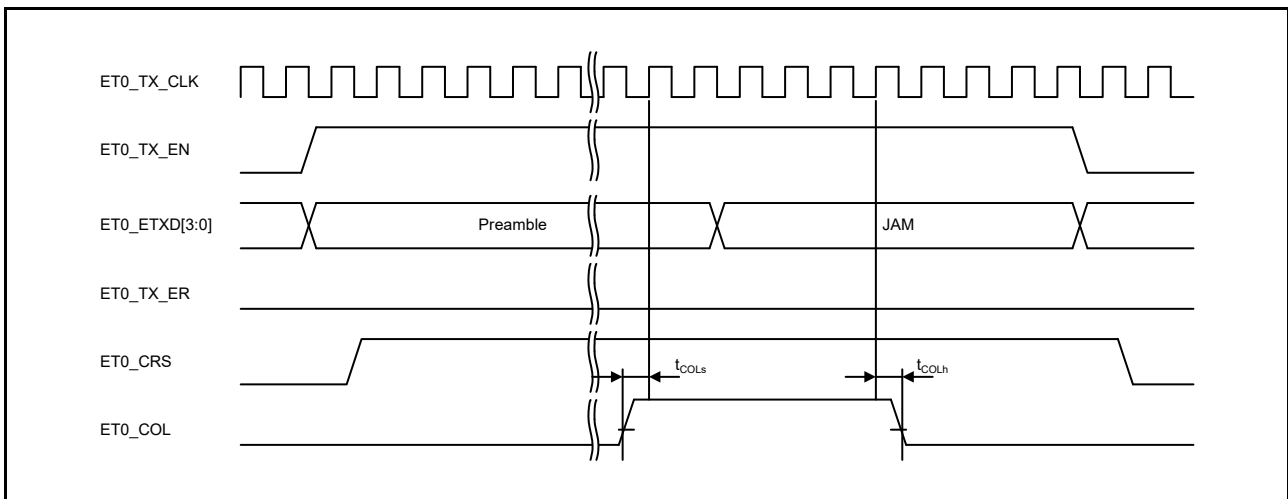 ET0_TX_CLK
ET0_TX_EN
ET0_ETXD[3:0]
Preamble
JAM
ET0_TX_ER
ET0_CRS
tCOLs
tCOLh
ET0_COL